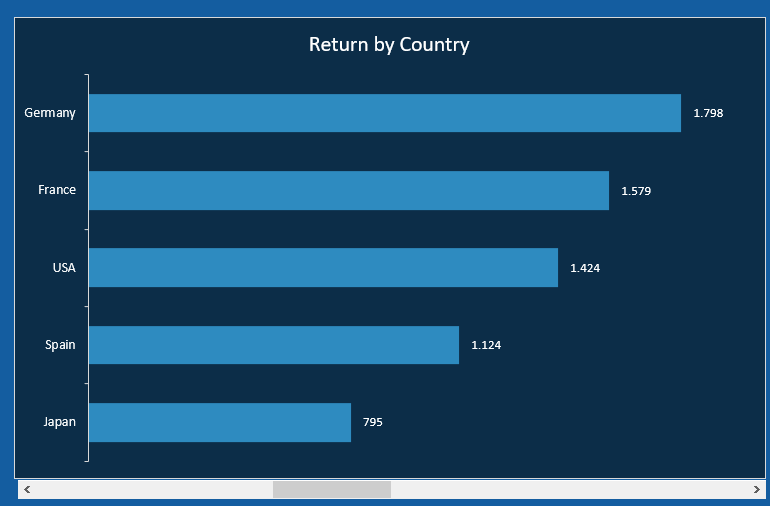 Return by Country
Germany 1.798
France 1.579
USA 1.424
Spain 1.124
Japan 795